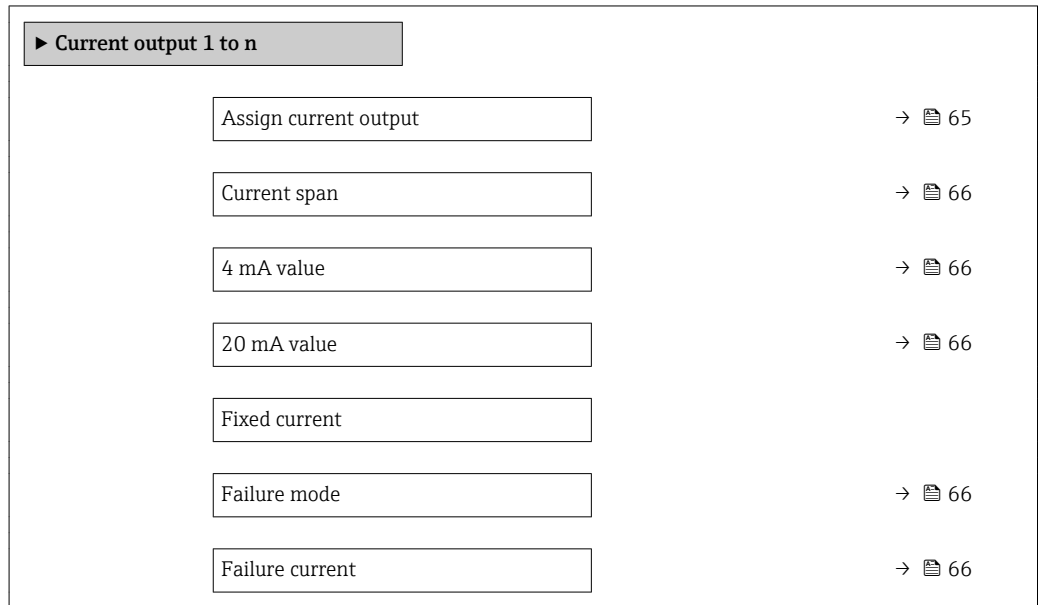 ▶ Current output 1 to n
Assign current output → 65
Current span → 66
4 mA value → 66
20 mA value → 66
Fixed current
Failure mode → 66
Failure current → 66